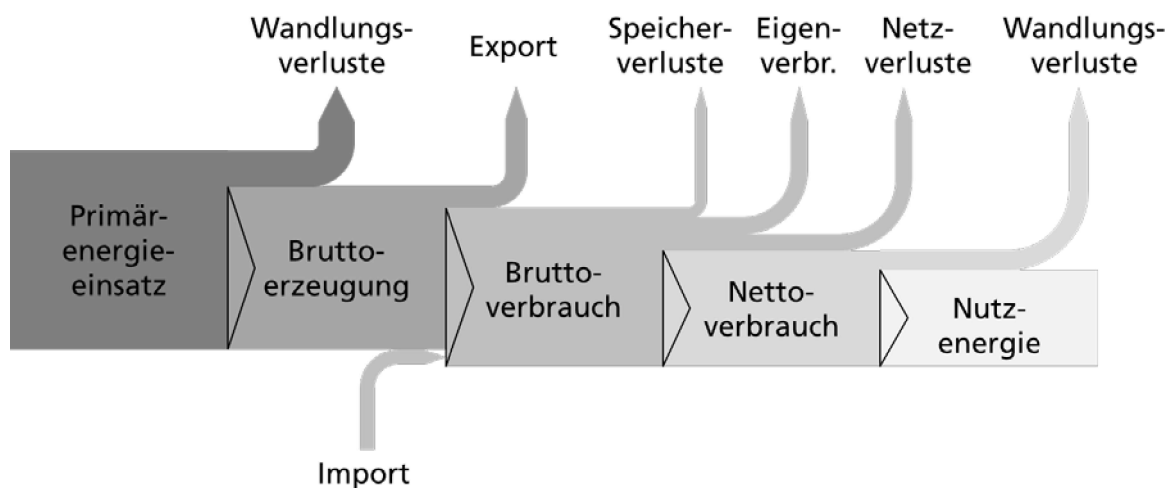 Wandlungs-
verluste
Export
Speicher-
verluste
Eigen-
verbr.
Netz-
verluste
Wandlungs-
verluste
Primär-
energie-
einsatz
Brutto-
erzeugung
Brutto-
verbrauch
Netto-
verbrauch
Nutz-
energie
Import